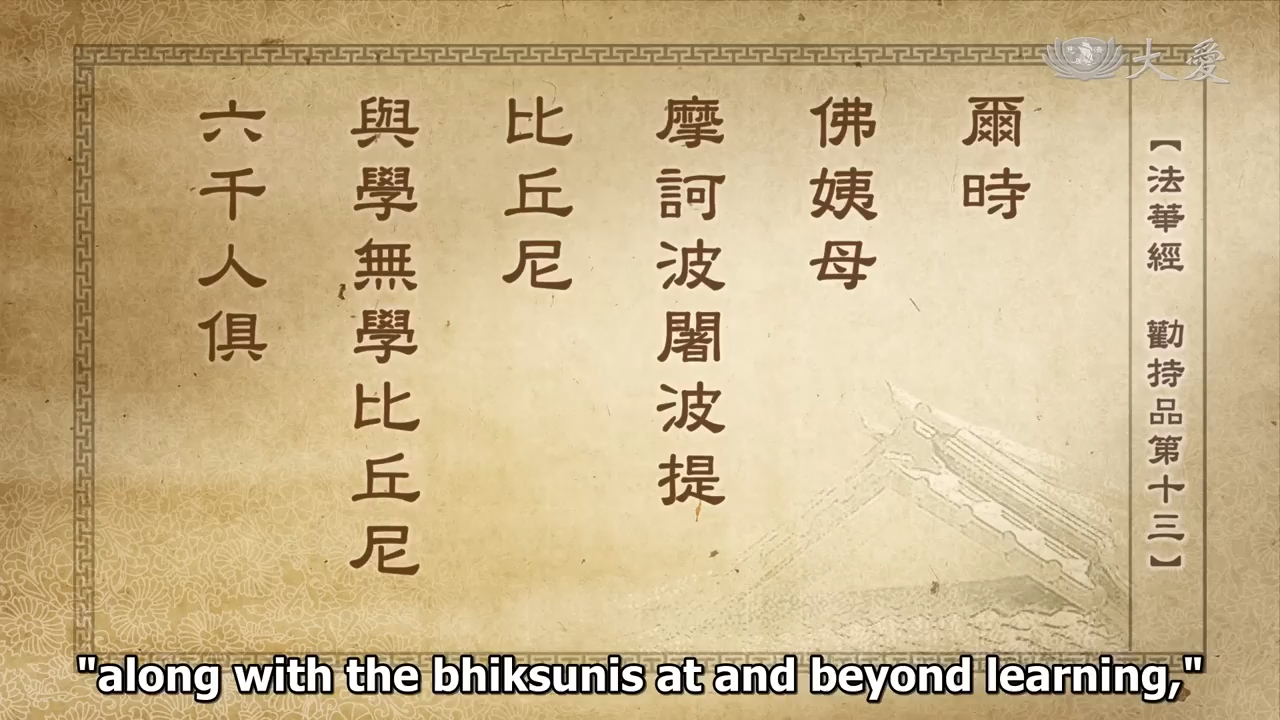 大愛
【法華經 勸持品第十三】
爾時
佛姨母
摩訶波闍波提
比丘尼
與學無學比丘尼
六千人俱
"along with the bhiksunis at and beyond learning,"